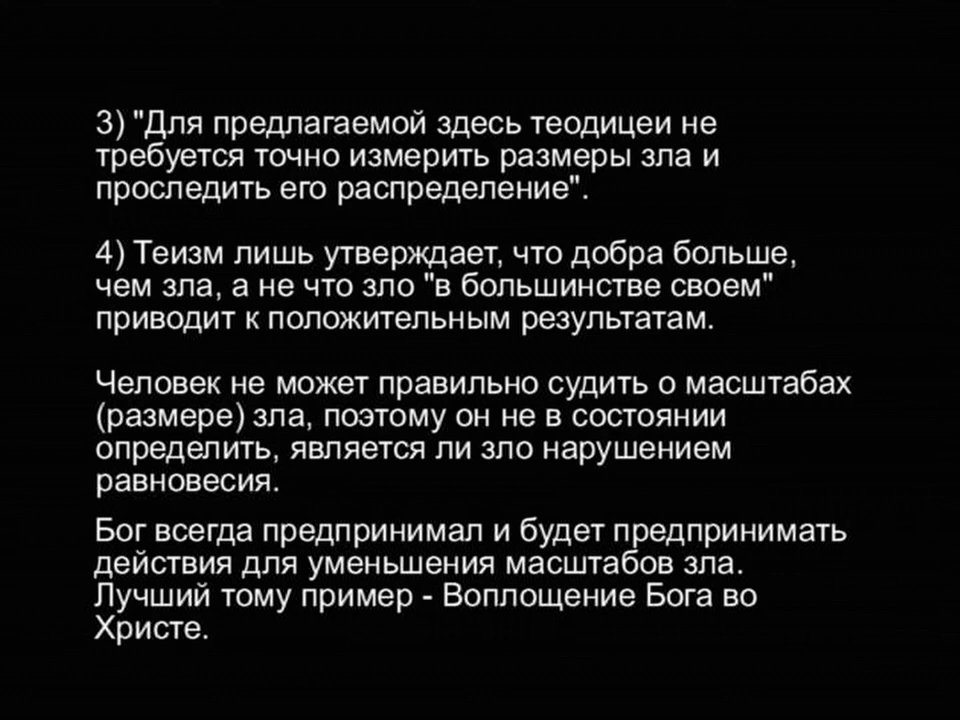 3) "Для предлагаемой здесь теодицеи не
требуется точно измерить размеры зла и
проследить его распределение".
4) Теизм лишь утверждает, что добра больше,
чем зла, а не что зло "в большинстве своем"
приводит к положительным результатам.
Человек не может правильно судить о масштабах
(размере) зла, поэтому он не в состоянии
определить, является ли зло нарушением
равновесия.
Бог всегда предпринимал и будет предпринимать
действия для уменьшения масштабов зла.
Лучший тому пример - Воплощение Бога во
Христе.